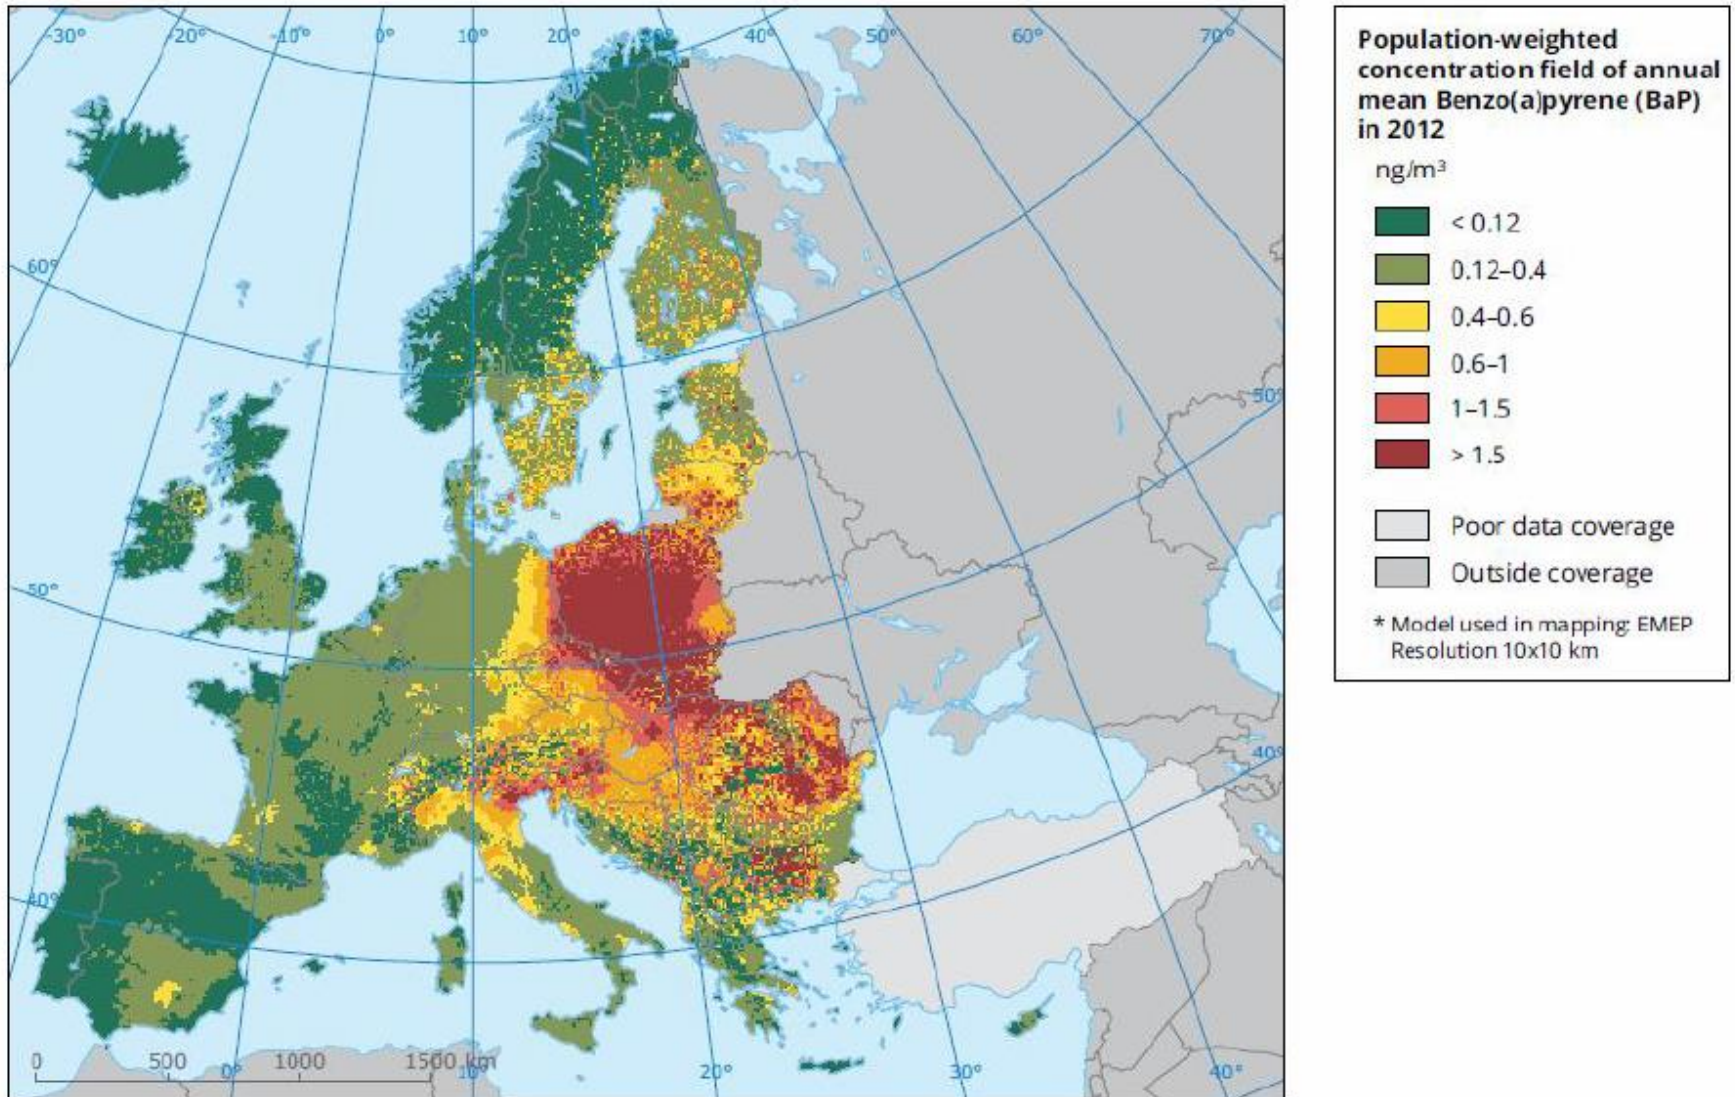 -30° -20° -10° 0° 10° 20° 30° 40° 50° 60° 70°
60°
50°
50°
40°
40°
0 500 1000 1500 km
0° 10° 20° 30° 40°
Population-weighted
concentration field of annual
mean Benzo(a)pyrene (BaP)
in 2012
ng/m³
< 0.12
0.12–0.4
0.4–0.6
0.6–1
1–1.5
> 1.5
Poor data coverage
Outside coverage
* Model used in mapping: EMEP
Resolution 10x10 km